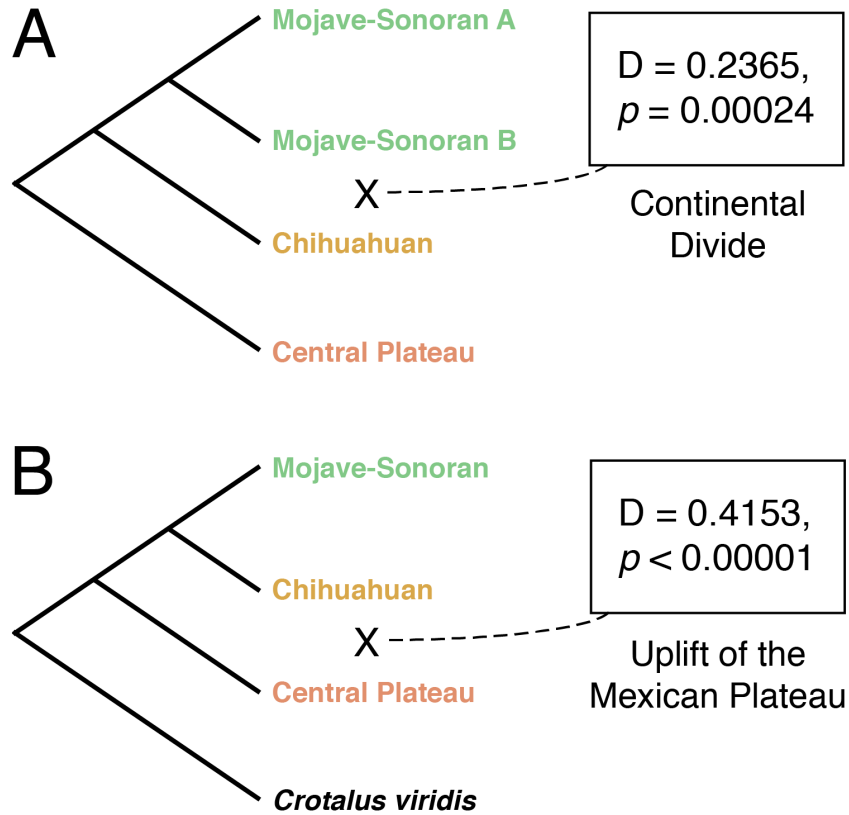 A
Mojave-Sonoran A
Mojave-Sonoran B
X
Chihuahuan
Central Plateau
D = 0.2365,
p = 0.00024
Continental
Divide
B
Mojave-Sonoran
Chihuahuan
X
Central Plateau
Crotalus viridis
D = 0.4153,
p < 0.00001
Uplift of the
Mexican Plateau